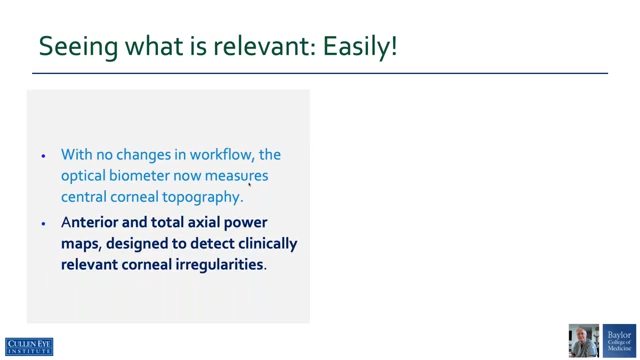 Seeing what is relevant: Easily!
• With no changes in workflow, the
optical biometer now measures
central corneal topography.
• Anterior and total axial power
maps, designed to detect clinically
relevant corneal irregularities.
CULLEN EYE
INSTITUTE
Baylor
College of
Medicine